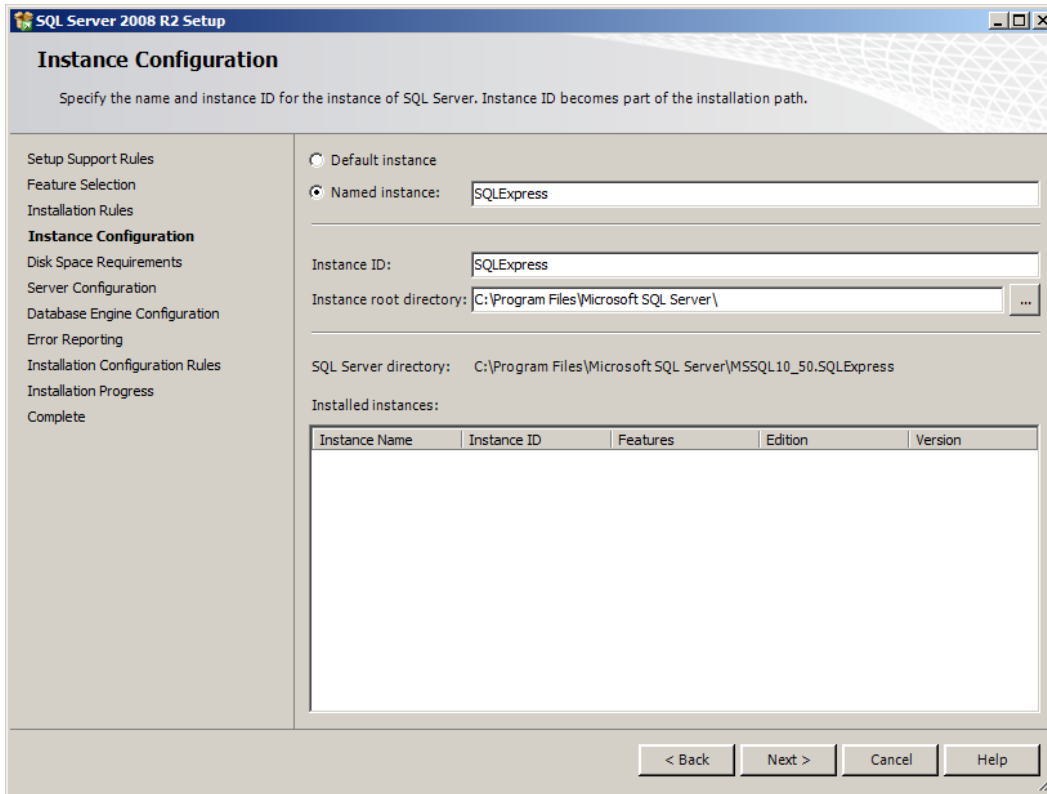 SQL Server 2008 R2 Setup
Instance Configuration
Specify the name and instance ID for the instance of SQL Server. Instance ID becomes part of the installation path.
Setup Support Rules
Feature Selection
Installation Rules
Instance Configuration
Disk Space Requirements
Server Configuration
Database Engine Configuration
Error Reporting
Installation Configuration Rules
Installation Progress
Complete
Default instance
Named instance: SQLExpress
Instance ID: SQLExpress
Instance root directory: C:\Program Files\Microsoft SQL Server\ ...
SQL Server directory: C:\Program Files\Microsoft SQL Server\MSSQL10_50.SQLExpress
Installed instances:
Instance Name Instance ID Features Edition Version
< Back Next > Cancel Help